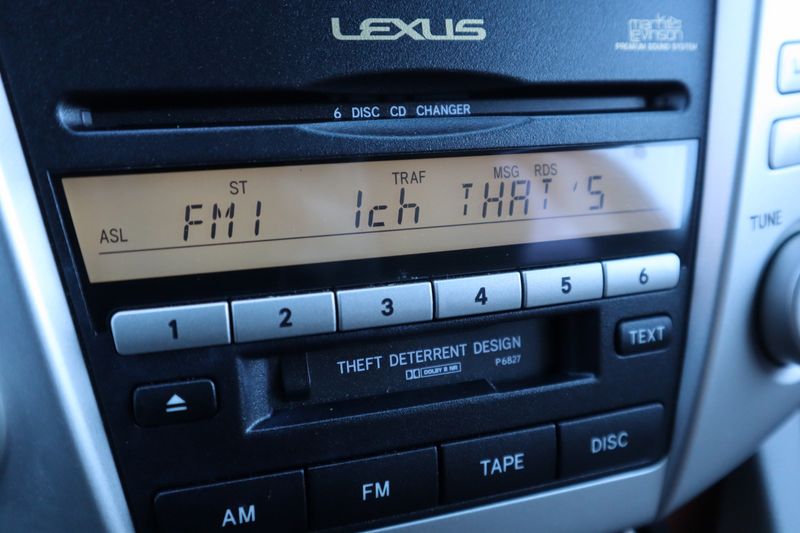 LEXUS
mark levinson
PREMIUM SOUND SYSTEM
6 DISC CD CHANGER
ST TRAF MSG RDS
ASL FM1 1ch THAT'S
1 2 3 4 5 6
TUNE
THEFT DETERRENT DESIGN
DOLBY B NR P6827
TEXT
AM FM TAPE DISC